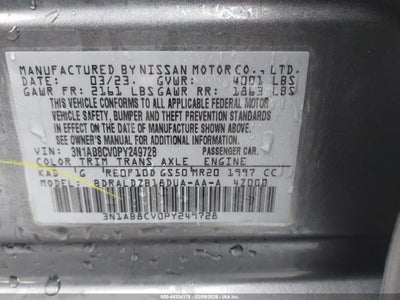 MANUFACTURED BY NISSAN MOTOR CO., LTD.
DATE: 03/23. GVWR: 4001 LBS
GAWR FR: 2161 LBS GAWR RR: 1863 LBS
THIS VEHICLE CONFORMS TO ALL APPLICABLE FEDERAL MOTOR
VEHICLE SAFETY, BUMPER AND THEFT PREVENTION STANDARDS
IN EFFECT ON THE DATE OF MANUFACTURE SHOWN ABOVE.
SEE OWNER'S MANUAL FOR ADDITIONAL INFORMATION.
VIN: 3N1AB8CV0PY249728 PASSENGER CAR
COLOR TRIM TRANS AXLE ENGINE
KAD G RE0F10D GS50 MR20 1997 CC
MODEL: BDRALDZB18DUA-AA-A
3N1AB8CV0PY249728